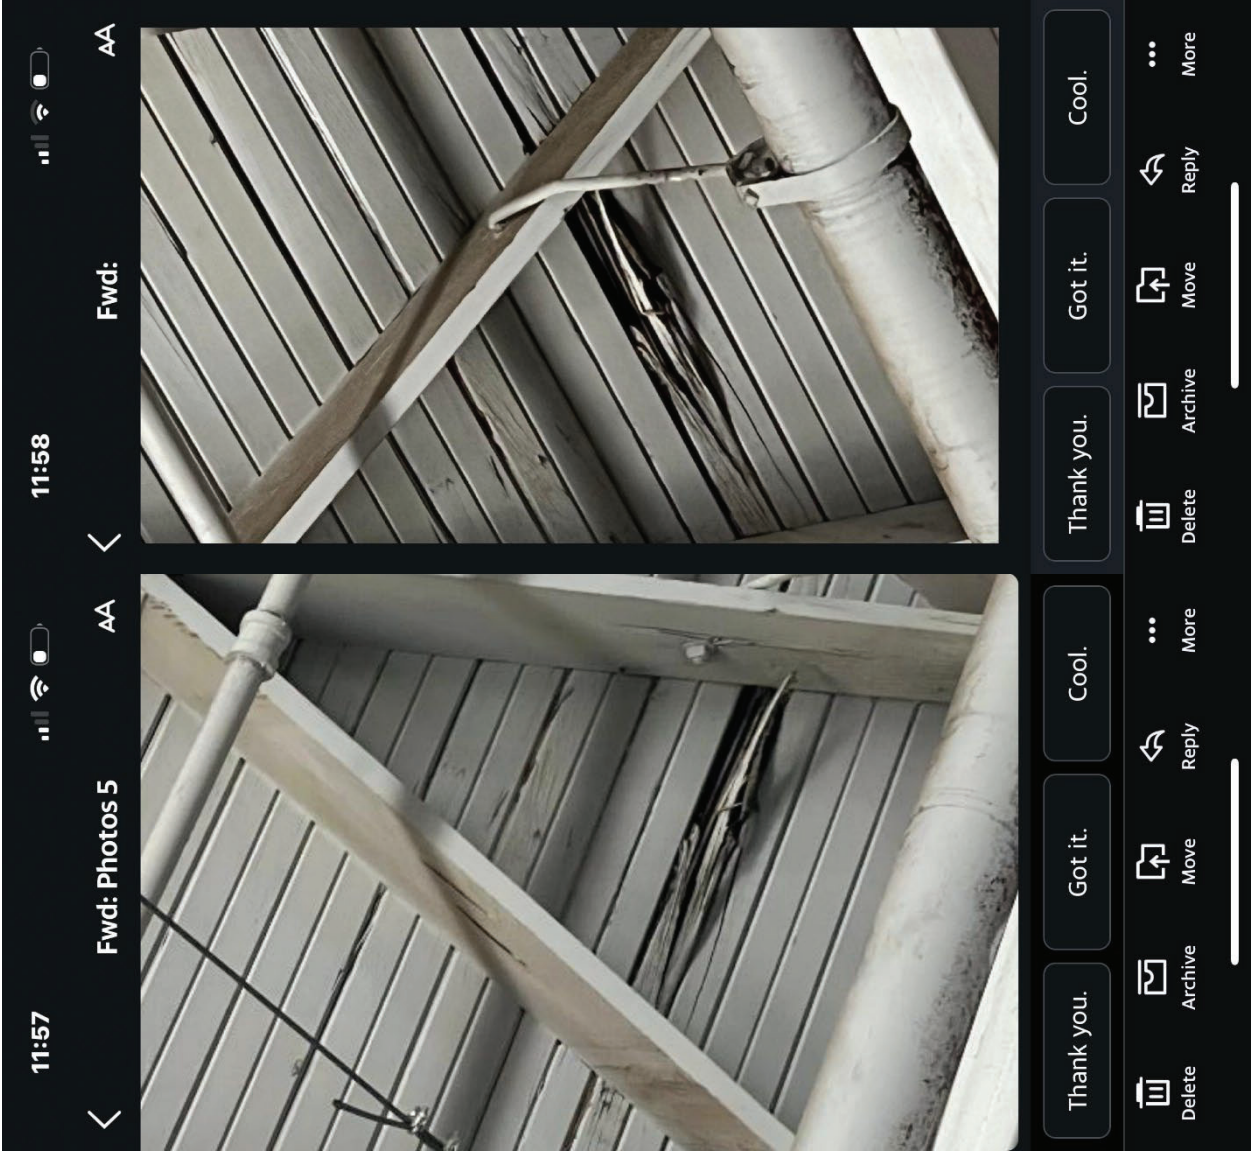 11:58
Fwd:
AA
Thank you.
Got it.
Cool.
Delete
Archive
Move
Reply
More
11:57
Fwd: Photos 5
AA
Thank you.
Got it.
Cool.
Delete
Archive
Move
Reply
More